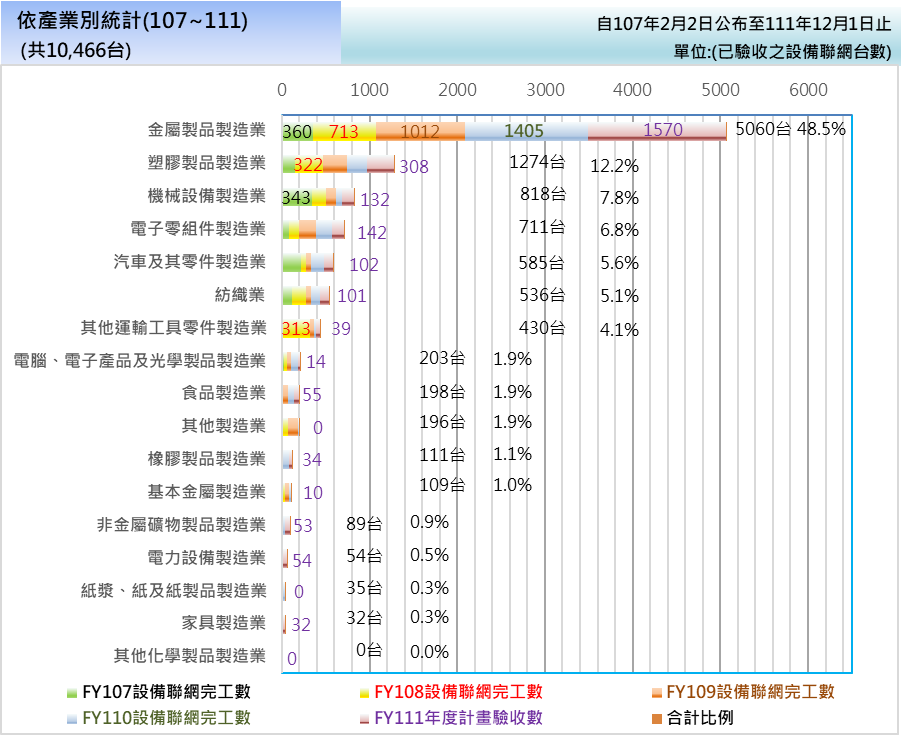 依產業別統計(107~111)
(共10,466台)
自107年2月2日公布至111年12月1日止
單位:(已驗收之設備聯網台數)
0 1000 2000 3000 4000 5000 6000
金屬製品製造業 360 713 1012 1405 1570 5060台 48.5%
塑膠製品製造業 322 308 1274台 12.2%
機械設備製造業 343 132 818台 7.8%
電子零組件製造業 142 711台 6.8%
汽車及其零件製造業 102 585台 5.6%
紡織業 101 536台 5.1%
其他運輸工具零件製造業 313 39 430台 4.1%
電腦、電子產品及光學製品製造業 14 203台 1.9%
食品製造業 55 198台 1.9%
其他製造業 0 196台 1.9%
橡膠製品製造業 34 111台 1.1%
基本金屬製造業 10 109台 1.0%
非金屬礦物製品製造業 53 89台 0.9%
電力設備製造業 54 54台 0.5%
紙漿、紙及紙製品製造業 0 35台 0.3%
家具製造業 32 32台 0.3%
其他化學製品製造業 0 0台 0.0%
FY107設備聯網完工數 FY108設備聯網完工數 FY109設備聯網完工數
FY110設備聯網完工數 FY111年度計畫驗收數 合計比例